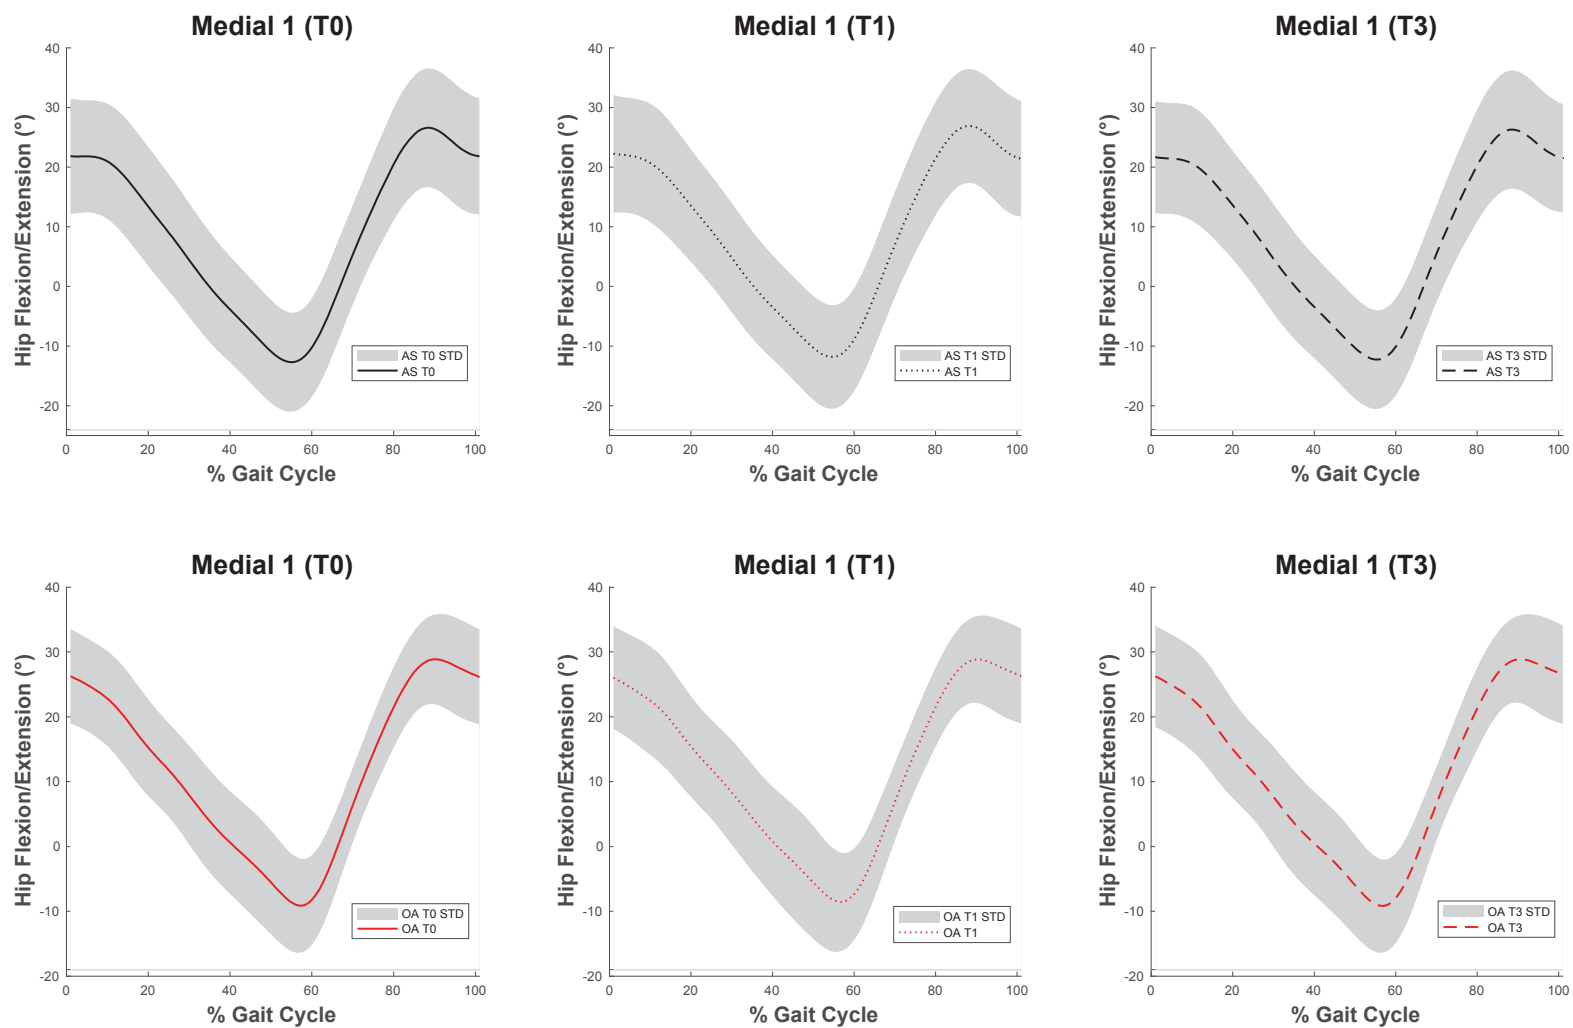 Medial 1 (T0)
Hip Flexion/Extension (°)
40
30
20
10
0
-10
-20
0 20 40 60 80 100
% Gait Cycle
AS T0 STD
AS T0
Medial 1 (T1)
Hip Flexion/Extension (°)
40
30
20
10
0
-10
-20
0 20 40 60 80 100
% Gait Cycle
AS T1 STD
AS T1
Medial 1 (T3)
Hip Flexion/Extension (°)
40
30
20
10
0
-10
-20
0 20 40 60 80 100
% Gait Cycle
AS T3 STD
AS T3
Medial 1 (T0)
Hip Flexion/Extension (°)
40
30
20
10
0
-10
-20
0 20 40 60 80 100
% Gait Cycle
OA T0 STD
OA T0
Medial 1 (T1)
Hip Flexion/Extension (°)
40
30
20
10
0
-10
-20
0 20 40 60 80 100
% Gait Cycle
OA T1 STD
OA T1
Medial 1 (T3)
Hip Flexion/Extension (°)
40
30
20
10
0
-10
-20
0 20 40 60 80 100
% Gait Cycle
OA T3 STD
OA T3